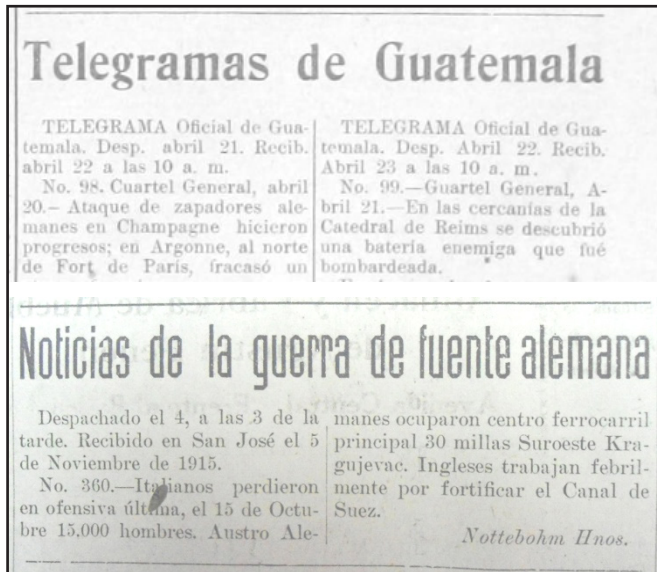 Telegramas de Guatemala
TELEGRAMA Oficial de Gua-
temala. Desp. abril 21. Recib.
abril 22 a las 10 a. m.
No. 98. Cuartel General, abril
20.— Ataque de zapadores ale-
manes en Champagne hicieron
progresos; en Argonne, al norte
de Fort de París, fracasó un
TELEGRAMA Oficial de Gua-
temala. Desp. Abril 22. Recib.
Abril 23 a las 10 a. m.
No. 99.—Guartel General, A-
bril 21.—En las cercanías de la
Catedral de Reims se descubrió
una batería enemiga que fué
bombardeada.
Noticias de la guerra de fuente alemana
Despachado el 4, a las 3 de la
tarde. Recibido en San José el 5
de Noviembre de 1915.
No. 360.—Italianos perdieron
en ofensiva última, el 15 de Octu-
bre 15.000 hombres. Austro Ale-
manes ocuparon centro ferrocarril
principal 30 millas Suroeste Kra-
gujevac. Ingleses trabajan febril-
mente por fortificar el Canal de
Suez.
Nottebohm Hnos.